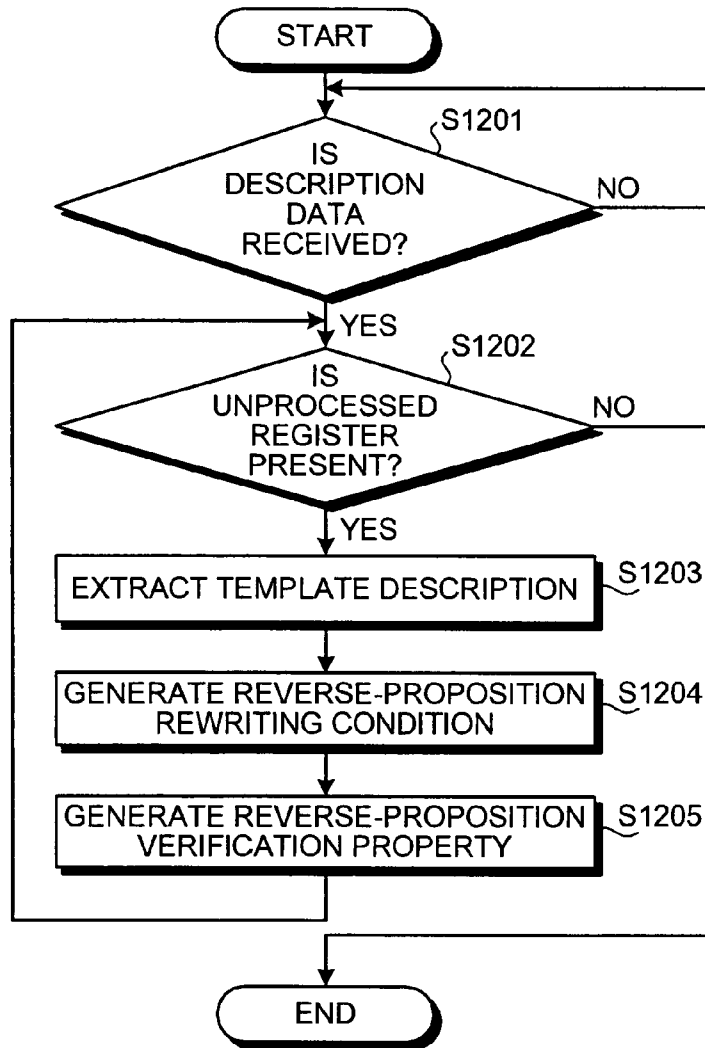 START
S1201
IS
DESCRIPTION
DATA
RECEIVED?
NO
YES
S1202
IS
UNPROCESSED
REGISTER
PRESENT?
NO
YES
EXTRACT TEMPLATE DESCRIPTION
S1203
GENERATE REVERSE-PROPOSITION
REWRITING CONDITION
S1204
GENERATE REVERSE-PROPOSITION
VERIFICATION PROPERTY
S1205
END